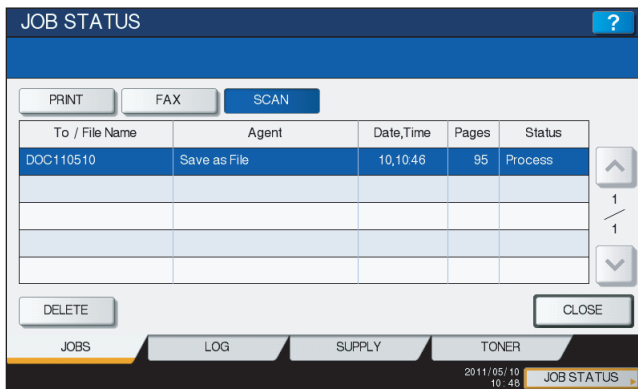 JOB STATUS ?
PRINT FAX SCAN
To / File Name Agent Date,Time Pages Status
DOC110510 Save as File 10,10:46 95 Process
1
1
DELETE CLOSE
JOBS LOG SUPPLY TONER
2011/05/10
10:46 JOB STATUS